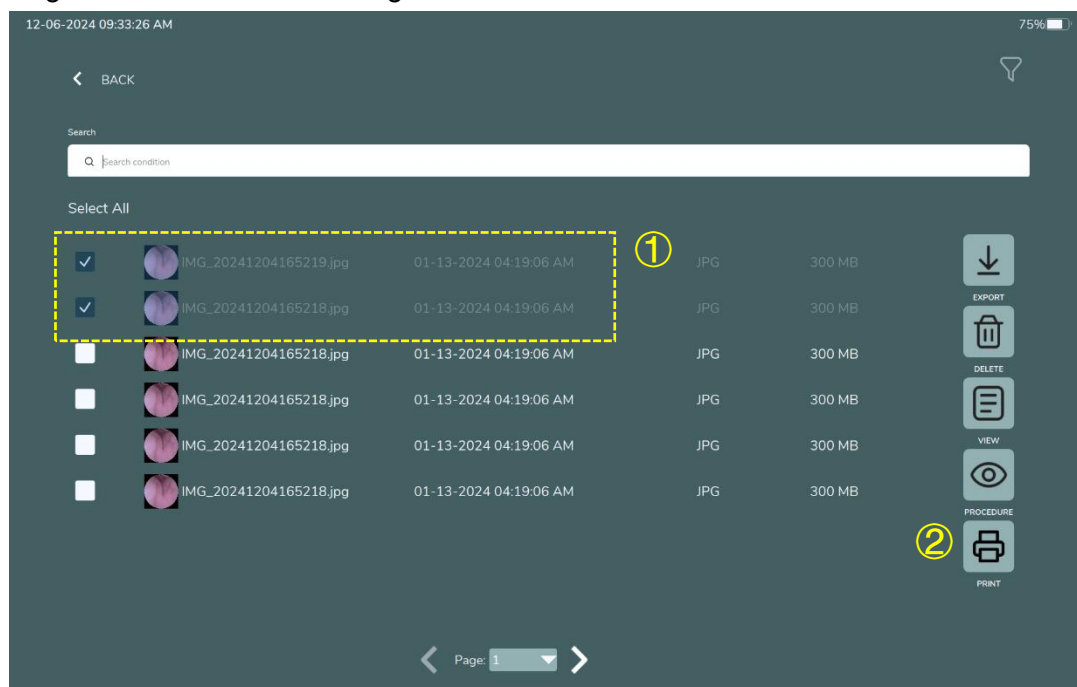 12-06-2024 09:33:26 AM 75%
BACK
Search
Search condition
Select All
①
IMG_20241204165219.jpg 01-13-2024 04:19:06 AM JPG 300 MB
IMG_20241204165218.jpg 01-13-2024 04:19:06 AM JPG 300 MB
IMG_20241204165218.jpg 01-13-2024 04:19:06 AM JPG 300 MB
IMG_20241204165218.jpg 01-13-2024 04:19:06 AM JPG 300 MB
IMG_20241204165218.jpg 01-13-2024 04:19:06 AM JPG 300 MB
IMG_20241204165218.jpg 01-13-2024 04:19:06 AM JPG 300 MB
EXPORT
DELETE
VIEW
PROCEDURE
②
PRINT
Page: 1